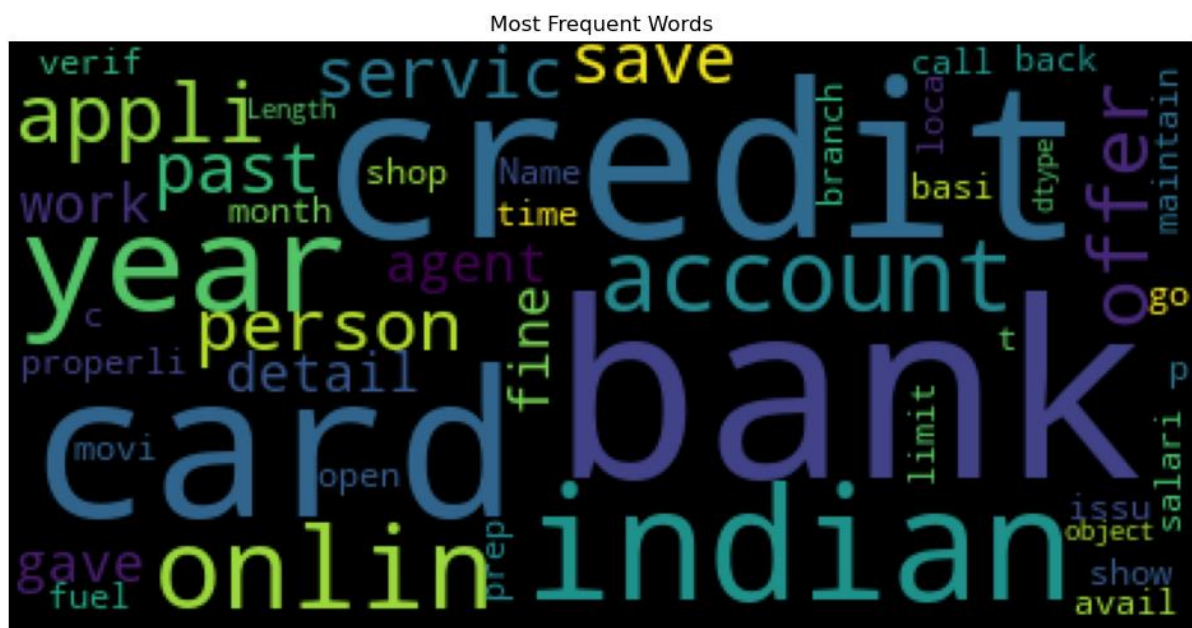 Most Frequent Words
verif
servic
save
call
back
appli
Length
credit
branch
loca
offer
maintain
past
shop
Name
basi
dtype
work
month
time
year
agent
account
go
c
person
fine
t
properli
detail
bank
p
card
movi
open
limit
salari
indian
issu
object
onlin
prep
gave
fuel
show
avail